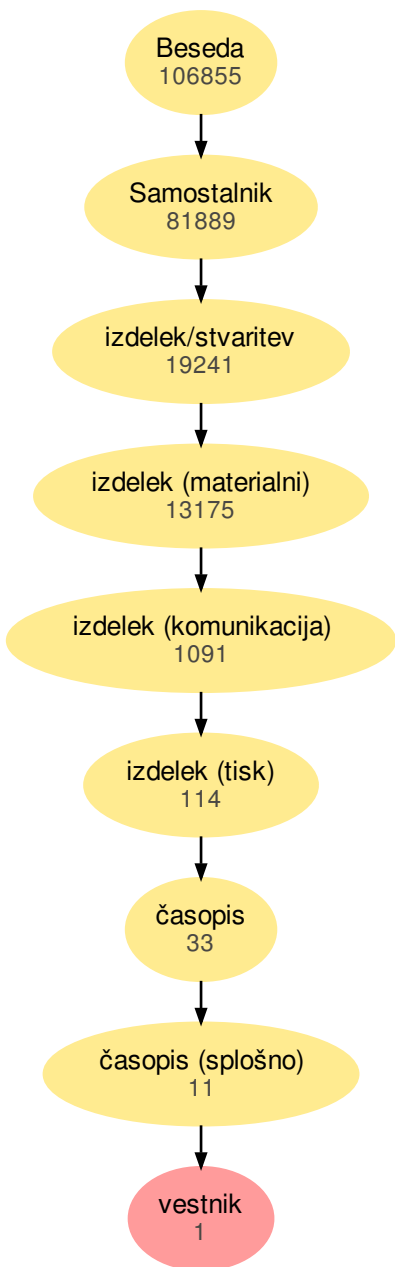 Beseda
106855
Samostalnik
81889
izdelek/stvaritev
19241
izdelek (materialni)
13175
izdelek (komunikacija)
1091
izdelek (tisk)
114
časopis
33
časopis (splošno)
11
vestnik
1